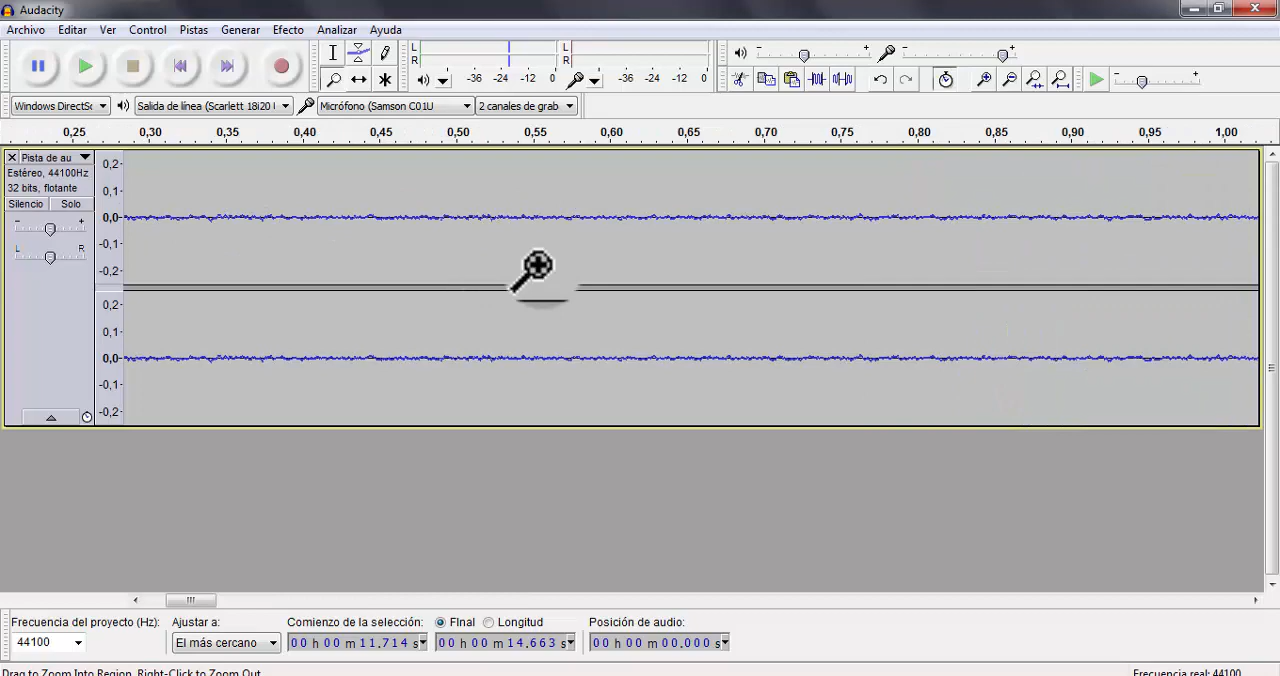 Audacity
Archivo Editar Ver Control Pistas Generar Efecto Analizar Ayuda
L
R
-36 -24 -12 0
L
R
-36 -24 -12 0
- +
- +
- +
Windows DirectSc Salida de línea (Scarlett 18i20 Micrófono (Samson C01U 2 canales de grab
0,25 0,30 0,35 0,40 0,45 0,50 0,55 0,60 0,65 0,70 0,75 0,80 0,85 0,90 0,95 1,00
Pista de au
Estéreo, 44100Hz
32 bits, flotante
Silencio Solo
- +
L R
0,2
0,1
0,0
-0,1
-0,2
0,2
0,1
0,0
-0,1
-0,2
Frecuencia del proyecto (Hz): Ajustar a: Comienzo de la selección: FInal Longitud Posición de audio:
44100 El más cercano 00 h 00 m 11.714 s 00 h 00 m 14.663 s 00 h 00 m 00.000 s
Drag to Zoom Into Region, Right-Click to Zoom Out
Frecuencia real: 44100